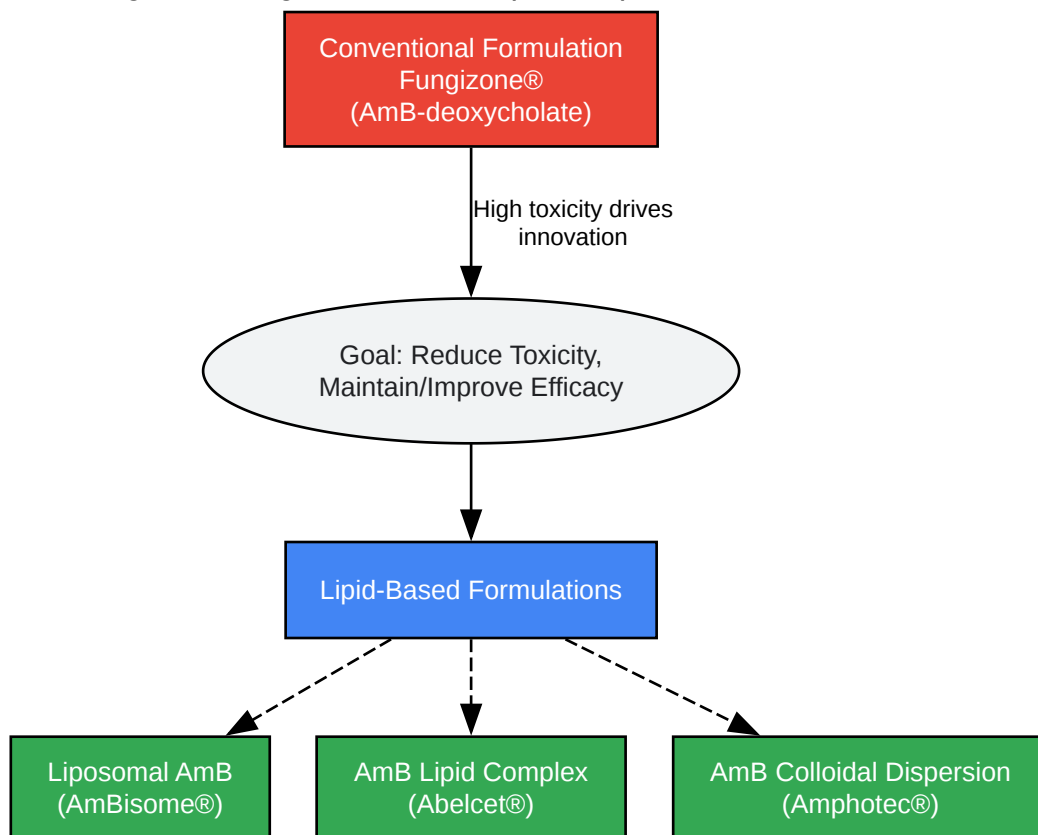 Conventional Formulation
Fungizone®
(AmB-deoxycholate)
High toxicity drives
innovation
Goal: Reduce Toxicity,
Maintain/Improve Efficacy
Lipid-Based Formulations
Liposomal AmB
(AmBisome®)
AmB Lipid Complex
(Abelcet®)
AmB Colloidal Dispersion
(Amphotec®)